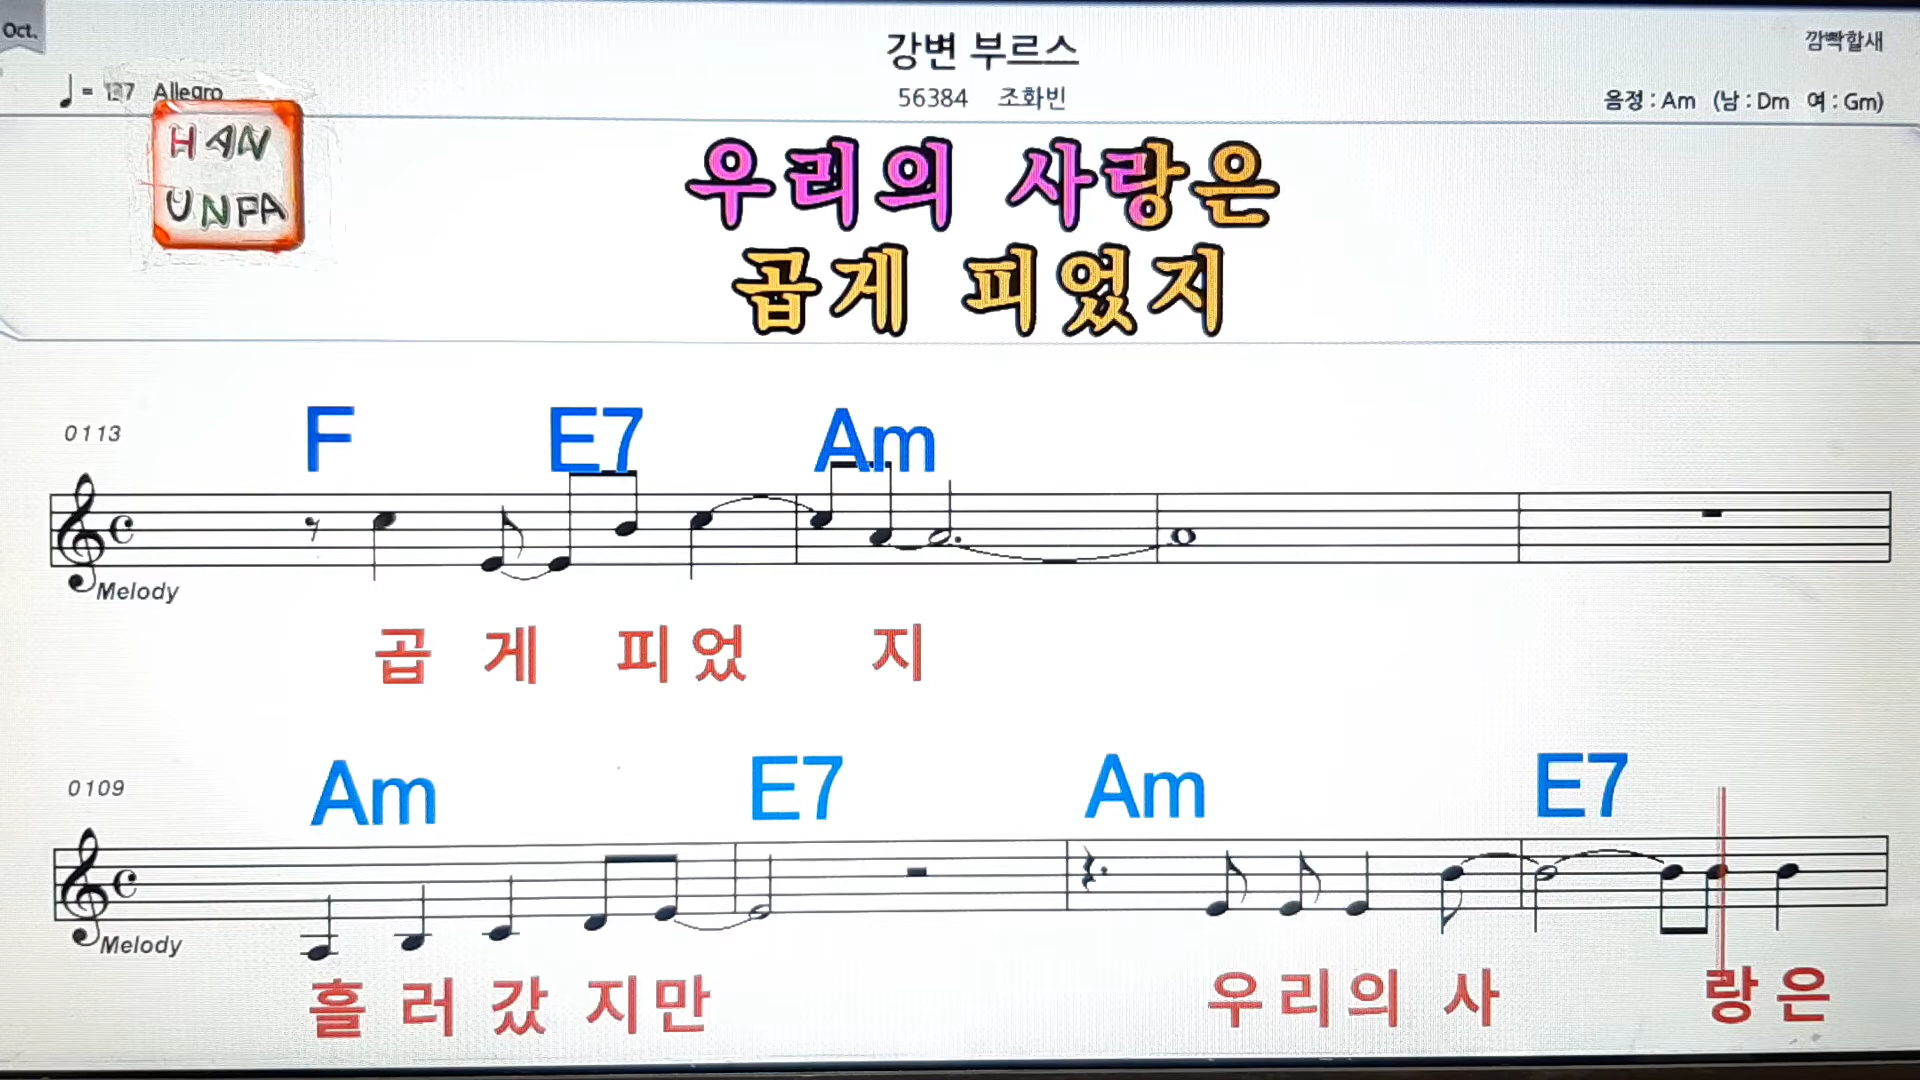 Oct.
강변 부르스
깜빡할새
Allegro
56384 조화빈
음정 : Am (남 : Dm 여 : Gm)
HAN
UNFA
우리의 사랑은
곱게 피었지
F E7 Am
0113
Melody
곱 게 피 었 지
Am E7 Am E7
0109
Melody
흘 러 갔 지 만 우 리 의 사 랑 은